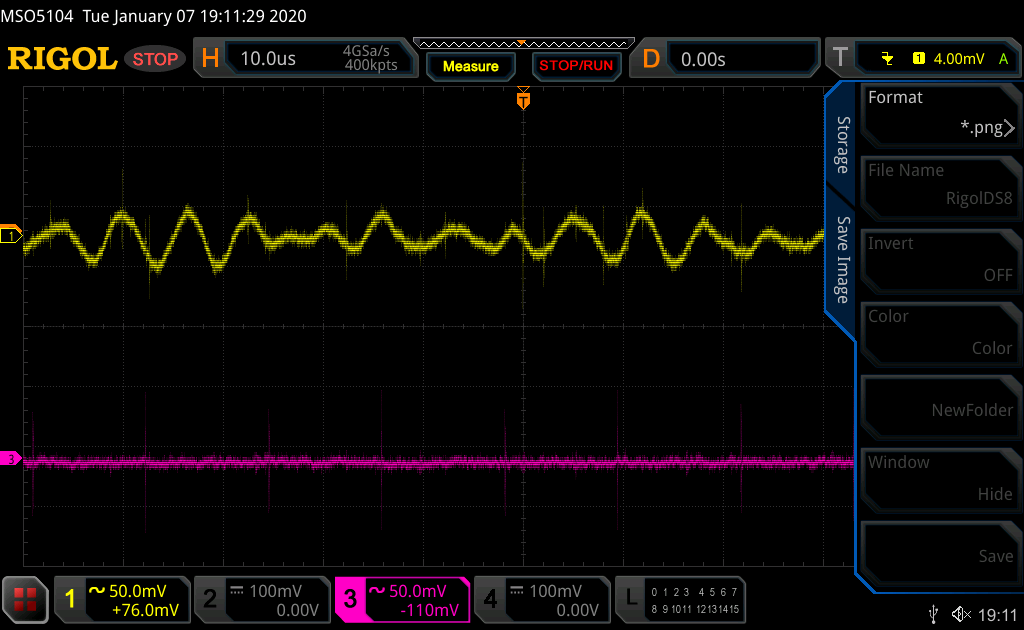 MSO5104 Tue January 07 19:11:29 2020
RIGOL STOP H 10.0us 4GSa/s 400kpts Measure STOP/RUN D 0.00s T 1 4.00mV A
T
Storage
Save Image
Format
*.png
File Name
RigolDS8
Invert
OFF
Color
Color
NewFolder
Window
Hide
Save
1
3
1 50.0mV +76.0mV
2 100mV 0.00V
3 50.0mV -110mV
4 100mV 0.00V
L 0 1 2 3 4 5 6 7
8 9 10 11 12 13 14 15
19:11